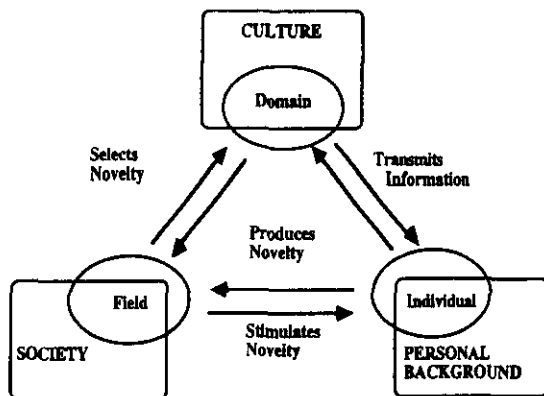 CULTURE
Domain
Selects
Novelty
Transmits
Information
Produces
Novelty
Field
Individual
Stimulates
Novelty
SOCIETY
PERSONAL
BACKGROUND